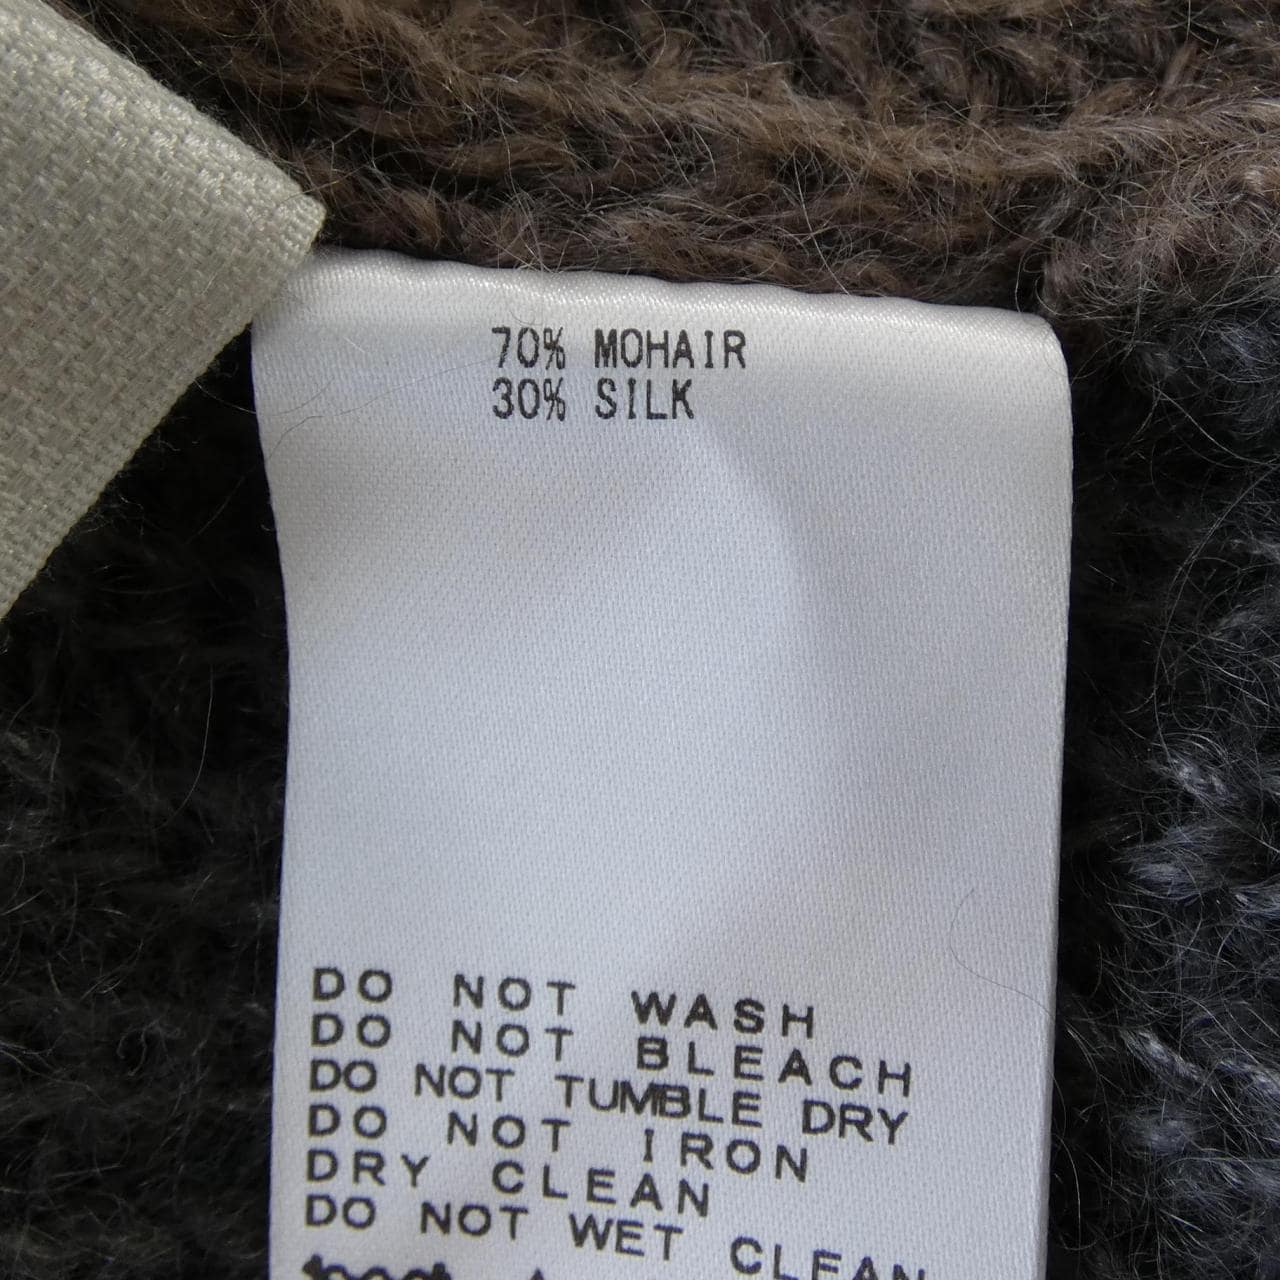 70% MOHAIR
30% SILK
DO NOT WASH
DO NOT BLEACH
DO NOT TUMBLE DRY
DO NOT IRON
DRY CLEAN
DO NOT WET CLEAN